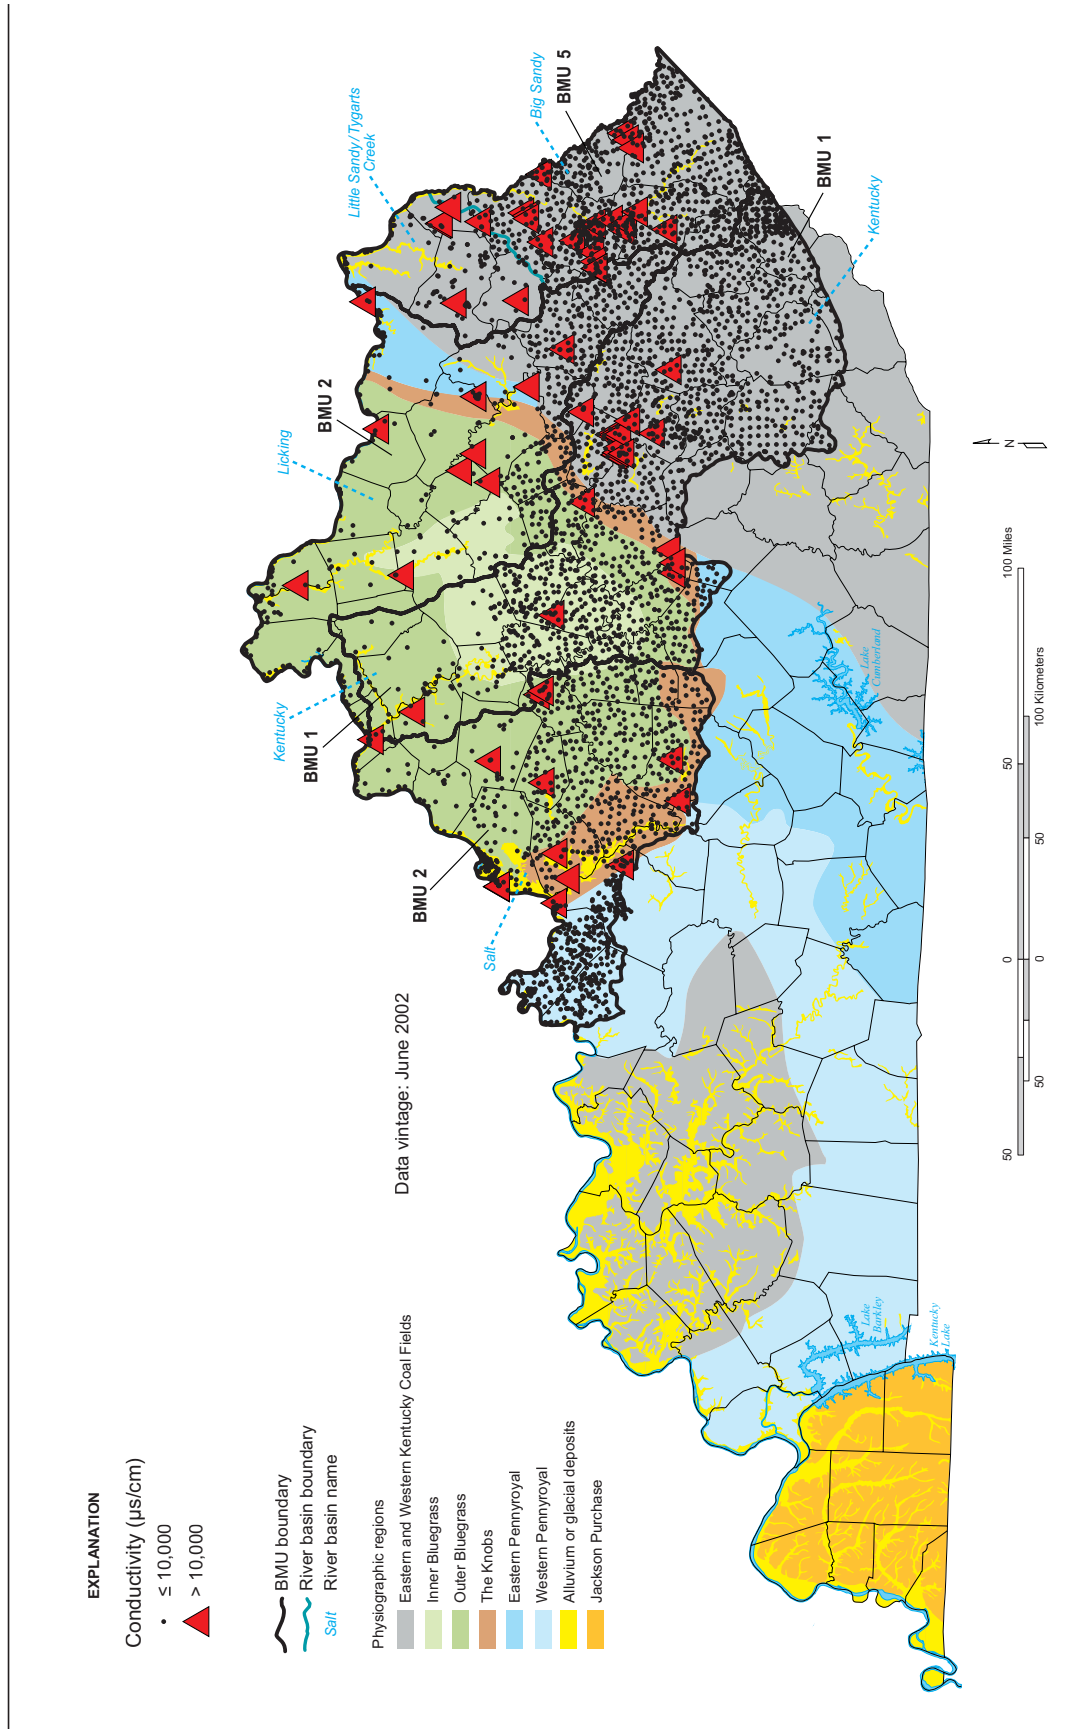 EXPLANATION
Conductivity (µs/cm)
≤ 10,000
> 10,000
BMU boundary
River basin boundary
Salt River basin name
Physiographic regions
Eastern and Western Kentucky Coal Fields
Inner Bluegrass
Outer Bluegrass
The Knobs
Eastern Pennyroyal
Western Pennyroyal
Alluvium or glacial deposits
Jackson Purchase
Data vintage: June 2002
Salt
BMU 2
Kentucky
BMU 1
Licking
BMU 2
Little Sandy/Tygarts
Creek
Big Sandy
BMU 5
BMU 1
Kentucky
Lake
Cumberland
Lake
Barkley
Kentucky
Lake
N
50 0 50 100 Miles
50 0 50 100 Kilometers